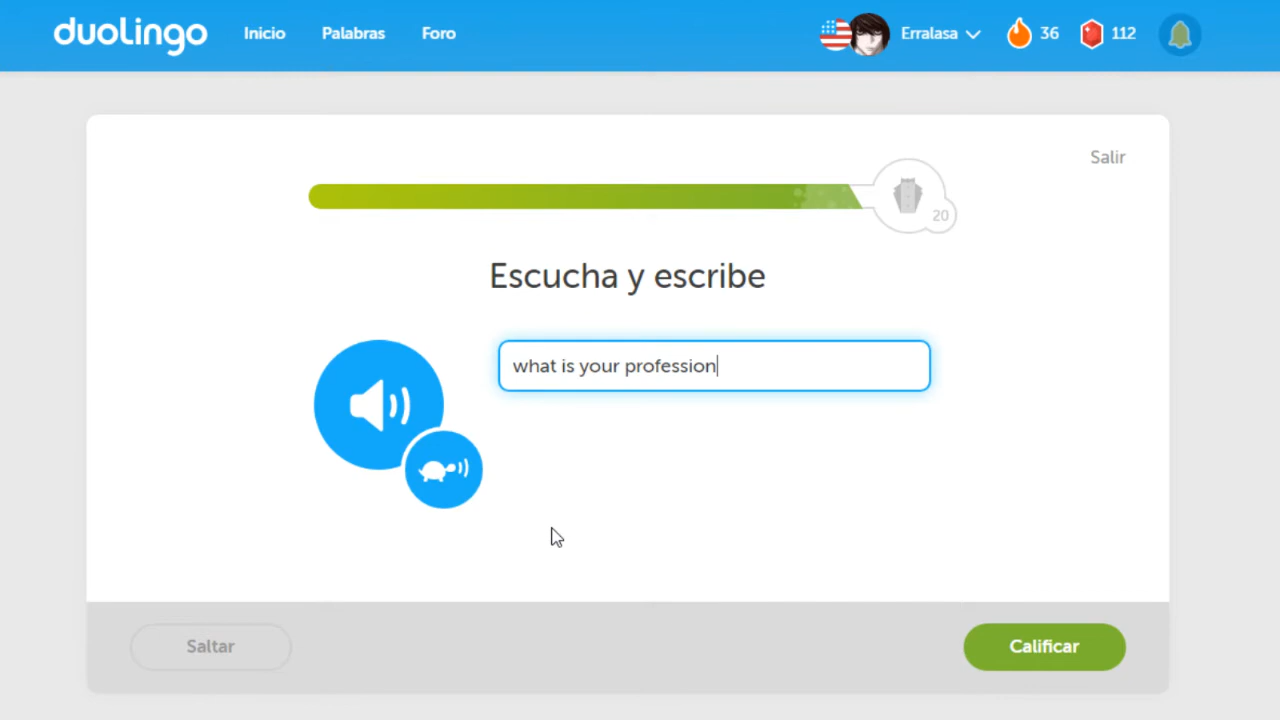 duolingo Inicio Palabras Foro Erralasa 36 112
Salir
20
Escucha y escribe
what is your profession
Saltar Calificar